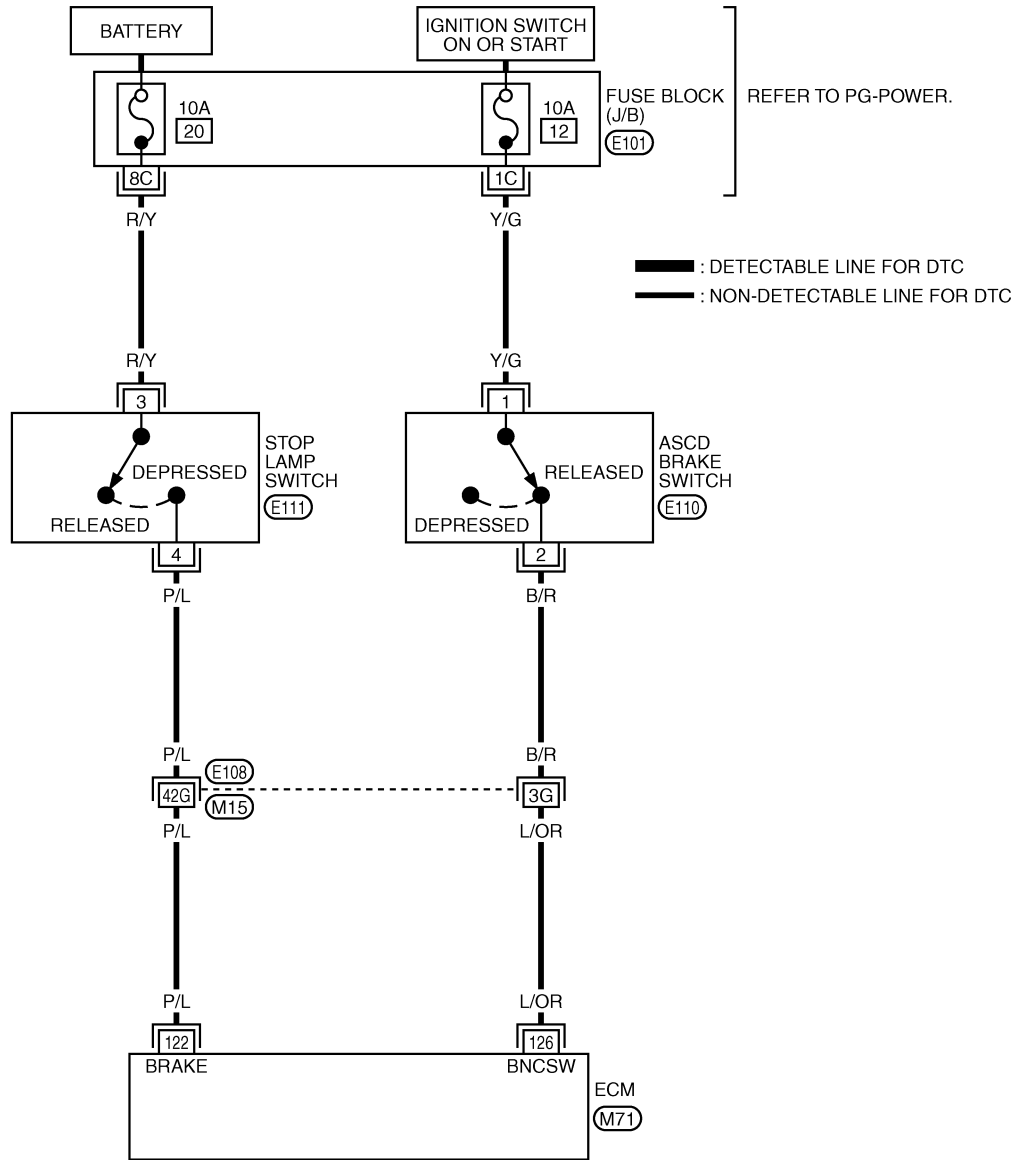 BATTERY
IGNITION SWITCH
ON OR START
10A
20
10A
12
FUSE BLOCK
(J/B)
E101
REFER TO PG-POWER.
8C
1C
R/Y
Y/G
: DETECTABLE LINE FOR DTC
: NON-DETECTABLE LINE FOR DTC
R/Y
Y/G
3
1
DEPRESSED
RELEASED
STOP
LAMP
SWITCH
E111
RELEASED
DEPRESSED
ASCD
BRAKE
SWITCH
E110
4
2
P/L
B/R
P/L
B/R
E108
42G
M15
3G
P/L
L/OR
P/L
L/OR
122
126
BRAKE
BNCSW
ECM
M71